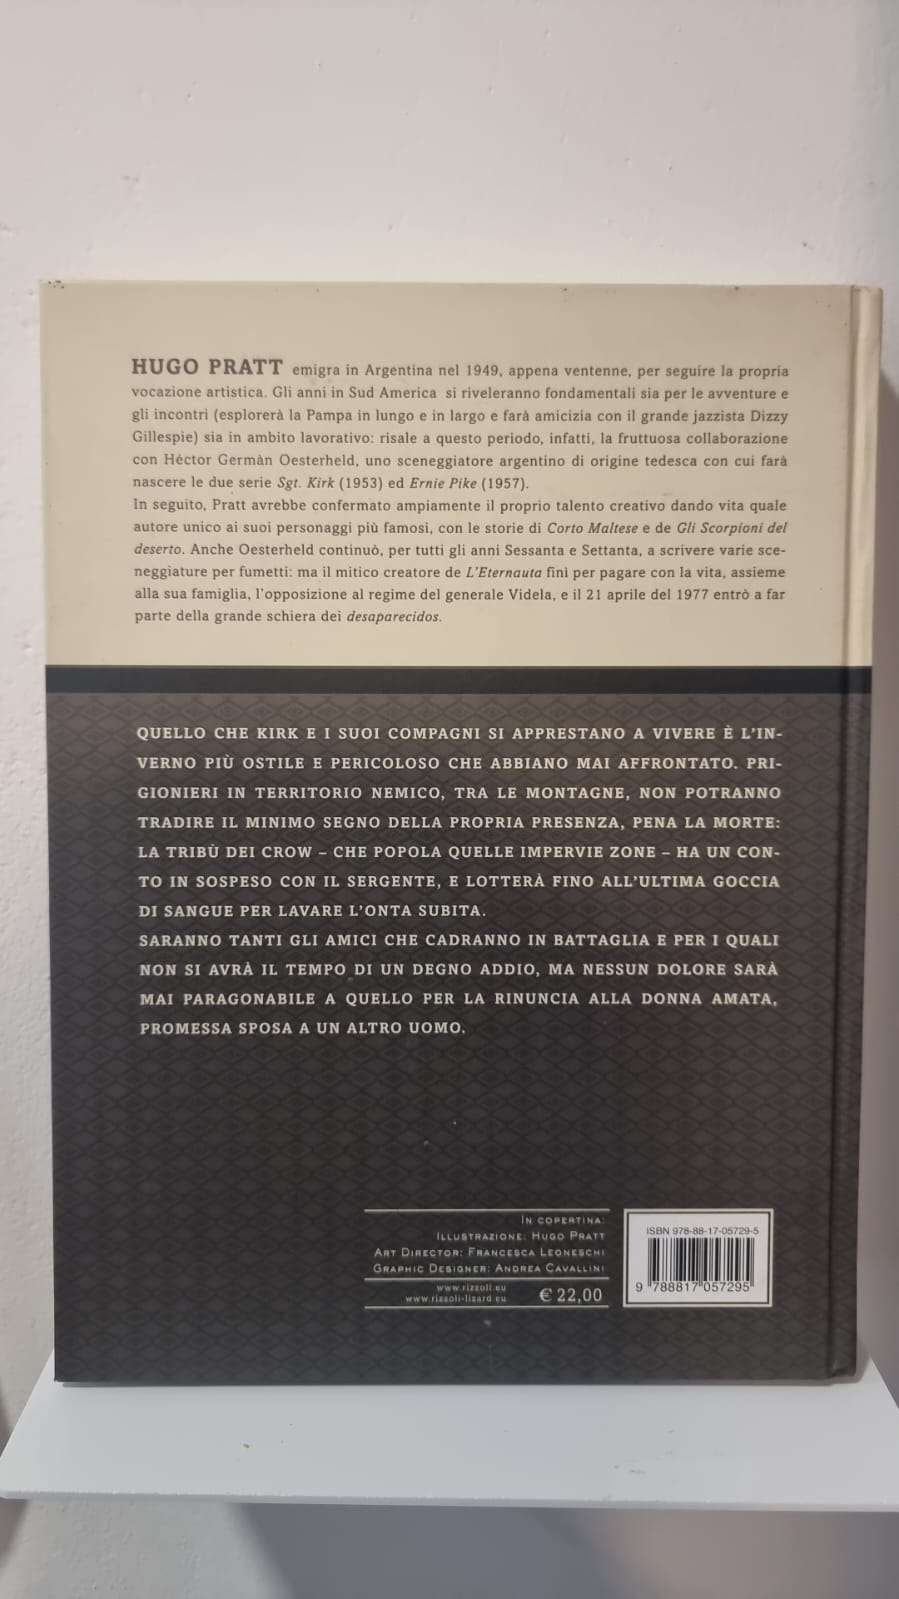 HUGO PRATT emigra in Argentina nel 1949, appena ventenne, per seguire la propria
vocazione artistica. Gli anni in Sud America si riveleranno fondamentali sia per le avventure e
gli incontri (esplorerà la Pampa in lungo e in largo e farà amicizia con il grande jazzista Dizzy
Gillespie) sia in ambito lavorativo: risale a questo periodo, infatti, la fruttuosa collaborazione
con Héctor Germàn Oesterheld, uno sceneggiatore argentino di origine tedesca con cui farà
nascere le due serie Sgt. Kirk (1953) ed Ernie Pike (1957).
In seguito, Pratt avrebbe confermato ampiamente il proprio talento creativo dando vita quale
autore unico ai suoi personaggi più famosi, con le storie di Corto Maltese e de Gli Scorpioni del
deserto. Anche Oesterheld continuò, per tutti gli anni Sessanta e Settanta, a scrivere varie sce-
neggiature per fumetti: ma il mitico creatore de L'Eternauta finì per pagare con la vita, assieme
alla sua famiglia, l'opposizione al regime del generale Videla, e il 21 aprile del 1977 entrò a far
parte della grande schiera dei desaparecidos.
QUELLO CHE KIRK E I SUOI COMPAGNI SI APPRESTANO A VIVERE È L'IN-
VERNO PIÙ OSTILE E PERICOLOSO CHE ABBIANO MAI AFFRONTATO. PRI-
GIONIERI IN TERRITORIO NEMICO, TRA LE MONTAGNE, NON POTRANNO
TRADIRE IL MINIMO SEGNO DELLA PROPRIA PRESENZA, PENA LA MORTE:
LA TRIBÙ DEI CROW – CHE POPOLA QUELLE IMPERVIE ZONE – HA UN CON-
TO IN SOSPESO CON IL SERGENTE, E LOTTERÀ FINO ALL'ULTIMA GOCCIA
DI SANGUE PER LAVARE L'ONTA SUBITA.
SARANNO TANTI GLI AMICI CHE CADRANNO IN BATTAGLIA E PER I QUALI
NON SI AVRÀ IL TEMPO DI UN DEGNO ADDIO, MA NESSUN DOLORE SARÀ
MAI PARAGONABILE A QUELLO PER LA RINUNCIA ALLA DONNA AMATA,
PROMESSA SPOSA A UN ALTRO UOMO.
IN COPERTINA:
ILLUSTRAZIONE: HUGO PRATT
ART DIRECTOR: FRANCESCA LEONESCHI
GRAPHIC DESIGNER: ANDREA CAVALLINI
www.rizzoli.eu
www.rizzoli-lizard.eu
€ 22,00
ISBN 978-88-17-05729-5
9 788817 057295